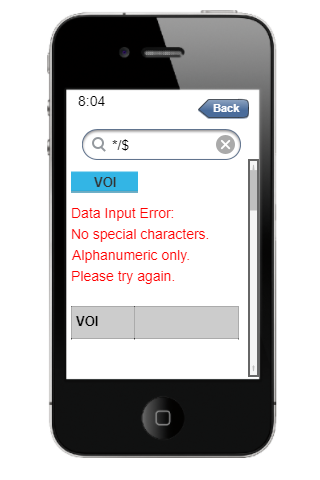 8:04
Back
*/$
VOI
Data Input Error:
No special characters.
Alphanumeric only.
Please try again.
VOI